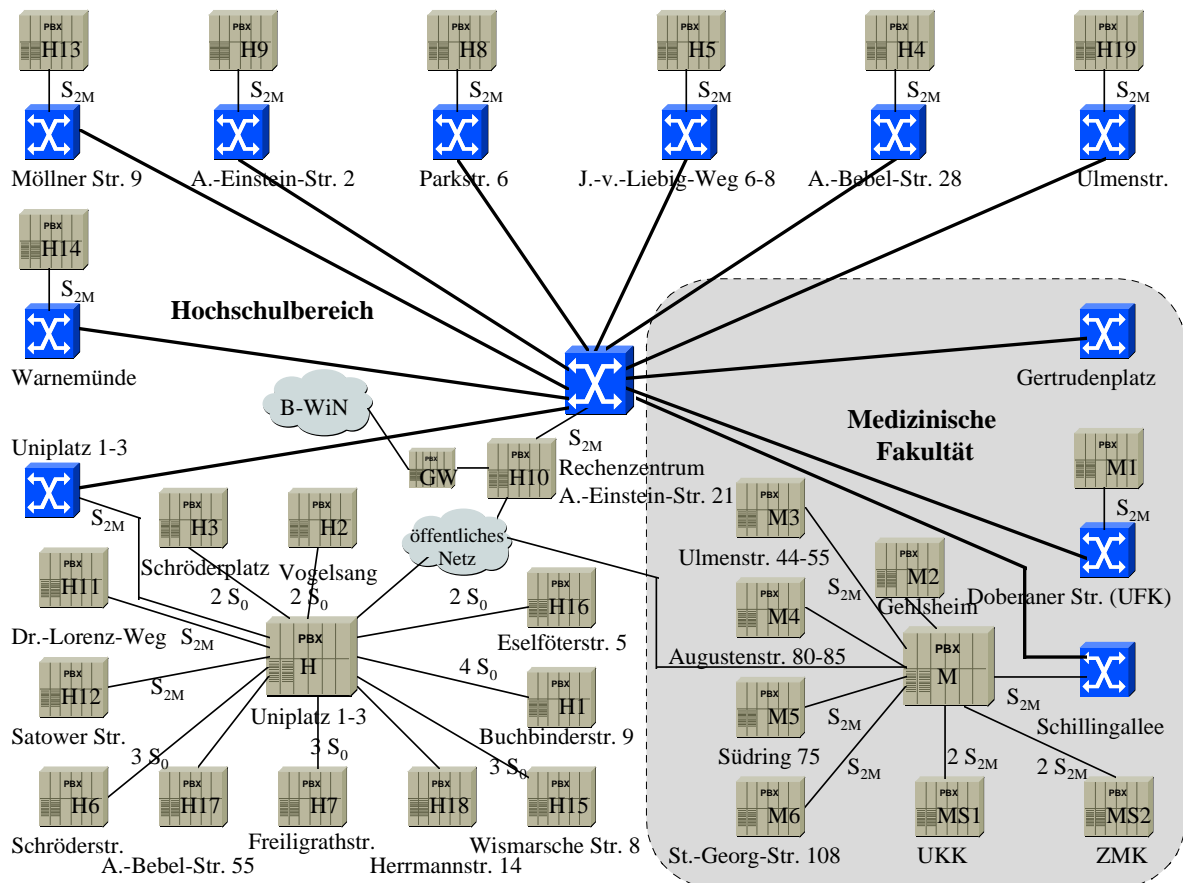 PBX
H13
PBX
H9
PBX
H8
PBX
H5
PBX
H4
PBX
H19
S2M
S2M
S2M
S2M
S2M
S2M
Möllner Str. 9
A.-Einstein-Str. 2
Parkstr. 6
J.-v.-Liebig-Weg 6-8
A.-Bebel-Str. 28
Ulmenstr.
PBX
H14
S2M
Hochschulbereich
Warnemünde
Gertrudenplatz
B-WiN
Medizinische
Fakultät
Uniplatz 1-3
S2M
PBX
GW
PBX
H10
Rechenzentrum
A.-Einstein-Str. 21
PBX
M1
S2M
S2M
PBX
H3
Schröderplatz
PBX
H2
Vogelsang
öffentliches
Netz
PBX
M3
Ulmenstr. 44-55
PBX
M2
Gehlsheim
Doberaner Str. (UFK)
PBX
H11
Dr.-Lorenz-Weg
2 S0
2 S0
2 S0
PBX
H16
Eselföterstr. 5
S2M
PBX
M4
Augustenstr. 80-85
S2M
PBX
H
Uniplatz 1-3
4 S0
PBX
H1
Buchbinderstr. 9
PBX
M
S2M
Schillingallee
PBX
H12
Satower Str.
S2M
PBX
M5
Südring 75
S2M
3 S0
3 S0
3 S0
S2M
2 S2M
2 S2M
PBX
H6
Schröderstr.
PBX
H17
A.-Bebel-Str. 55
PBX
H7
Freiligrathstr.
PBX
H18
Herrmannstr. 14
PBX
H15
Wismarsche Str. 8
PBX
M6
St.-Georg-Str. 108
PBX
MS1
UKK
PBX
MS2
ZMK